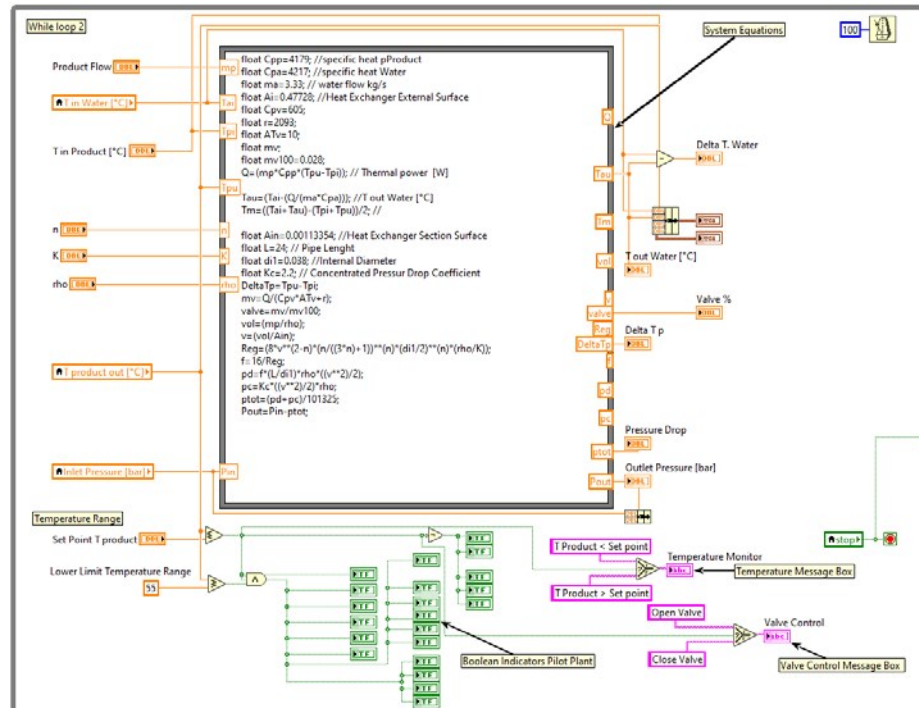 While loop 2
System Equations
100
Product Flow
mp
T in Water [°C]
Tai
T in Product [°C]
Tpi
Tpu
n
n
K
K
rho
rho
T product out [°C]
Inlet Pressure [bar]
Pin
float Cpp=4179; //specific heat pProduct
float Cpa=4217; //specific heat Water
float ma=3.33; // water flow kg/s
float Ai=0.47728; //Heat Exchanger External Surface
float Cpv=605;
float r=2093;
float ATv=10;
float mv;
float mv100=0.028;
Q=(mp*Cpp*(Tpu-Tpi)); // Thermal power [W]
Tau=(Tai-(Q/(ma*Cpa))); //T out Water [°C]
Tm=((Tai+Tau)-(Tpi+Tpu))/2; //
float Ain=0.00113354; //Heat Exchanger Section Surface
float L=24; // Pipe Lenght
float di1=0.038; //Internal Diameter
float Kc=2.2; // Concentrated Pressur Drop Coefficient
DeltaTp=Tpu-Tpi;
mv=Q/(Cpv*ATv+r);
valve=mv/mv100;
vol=(mp/rho);
v=(vol/Ain);
Reg=(8*v**(2-n)*(n/((3*n)+1))**(n)*(di1/2)**(n)*(rho/K));
f=16/Reg;
pd=f*(L/di1)*rho*((v**2)/2);
pc=Kc*((v**2)/2)*rho;
ptot=(pd+pc)/101325;
Pout=Pin-ptot;
Q
Tau
Tm
vol
v
valve
Reg
DeltaTp
f
pd
pc
ptot
Pout
Delta T. Water
T out Water [°C]
Valve %
Delta T p
Pressure Drop
Outlet Pressure [bar]
Temperature Range
Set Point T product
Lower Limit Temperature Range
55
stop
T Product < Set point
T Product > Set point
Temperature Monitor
abc
Temperature Message Box
Open Valve
Close Valve
Valve Control
abc
Valve Control Message Box
Boolean Indicators Pilot Plant